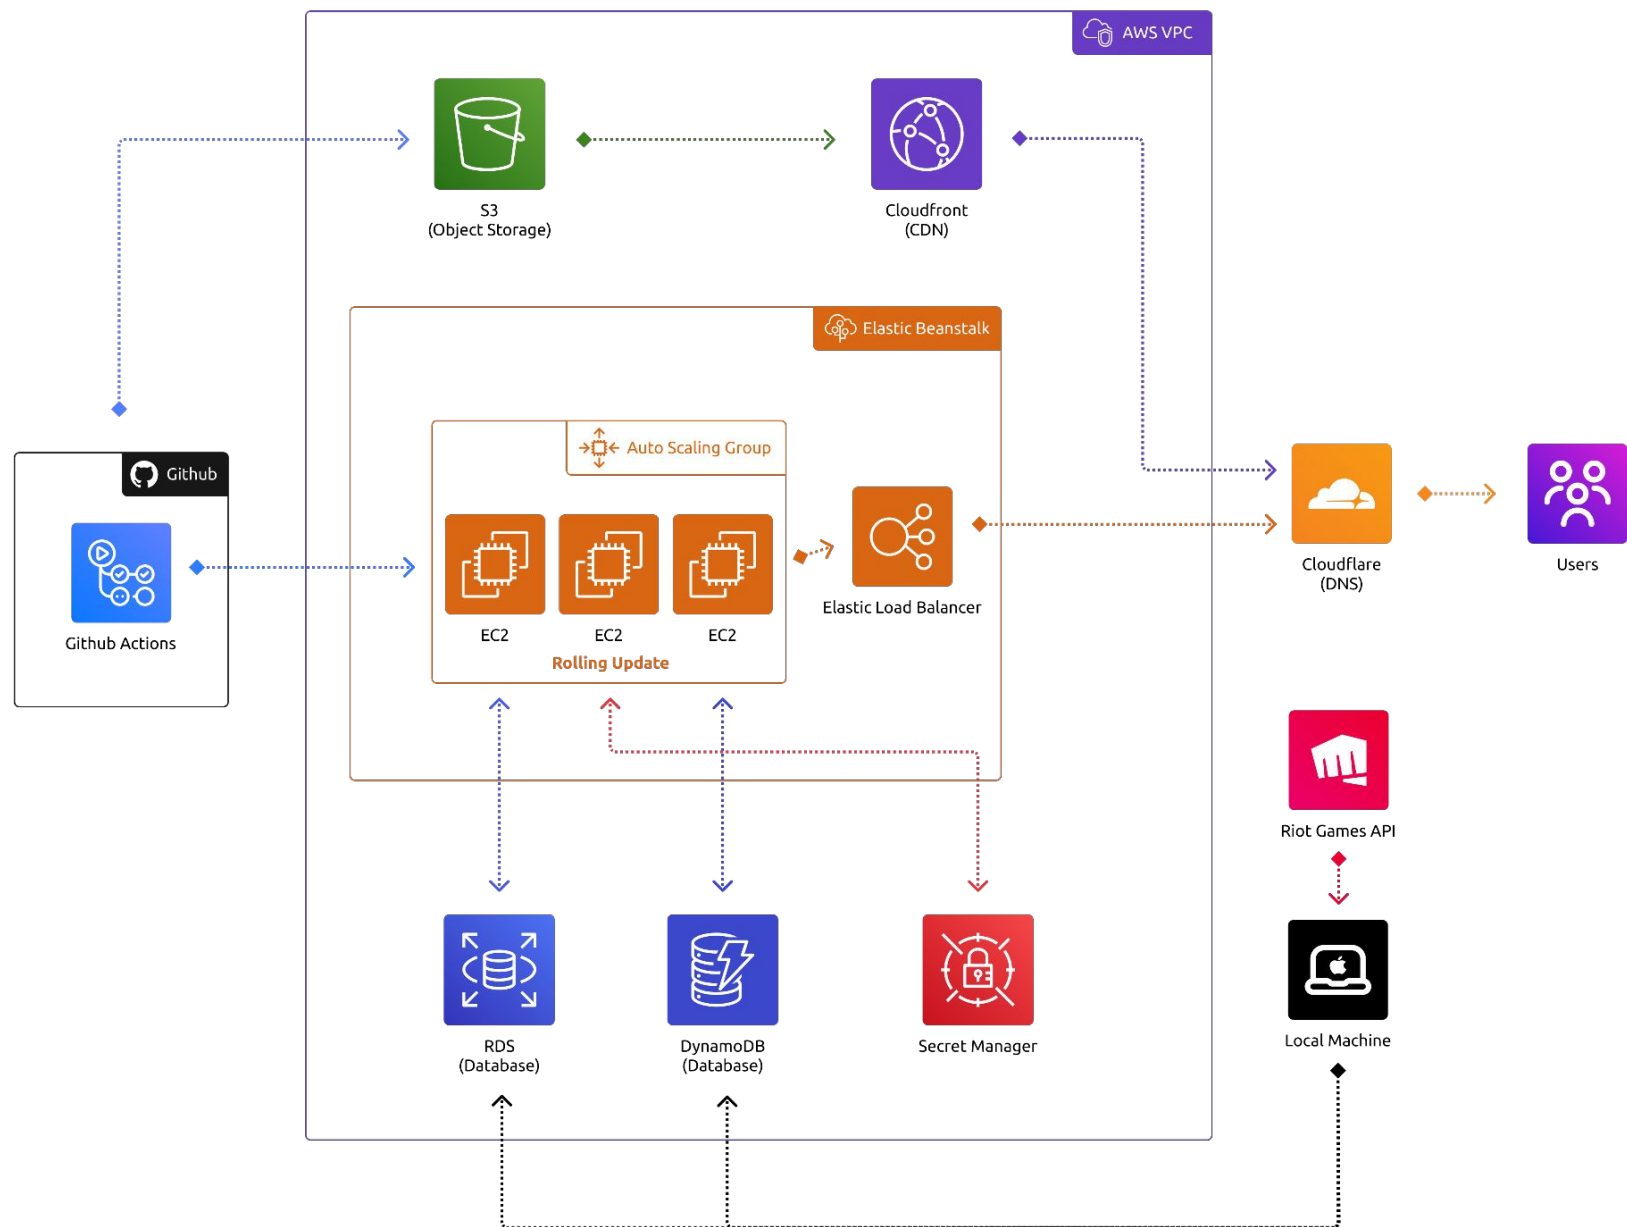 AWS VPC
S3
(Object Storage)
Cloudfront
(CDN)
Elastic Beanstalk
Auto Scaling Group
Github
Github Actions
EC2
EC2
EC2
Rolling Update
Elastic Load Balancer
Cloudflare
(DNS)
Users
Riot Games API
Local Machine
RDS
(Database)
DynamoDB
(Database)
Secret Manager